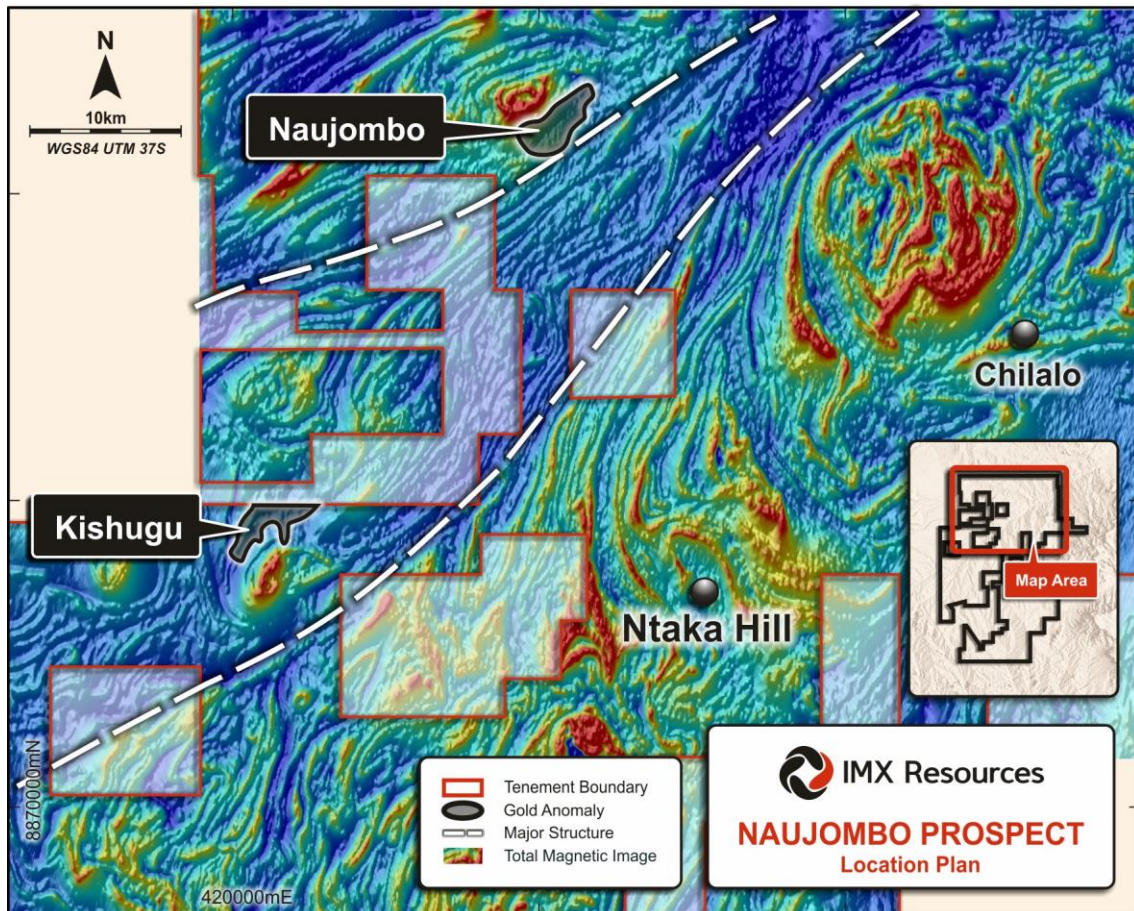 N
10km
WGS84 UTM 37S
Naujombo
Chilalo
Kishugu
Map Area
Ntaka Hill
8870000mN
420000mE
Tenement Boundary
Gold Anomaly
Major Structure
Total Magnetic Image
IMX Resources
NAUJOMBO PROSPECT
Location Plan